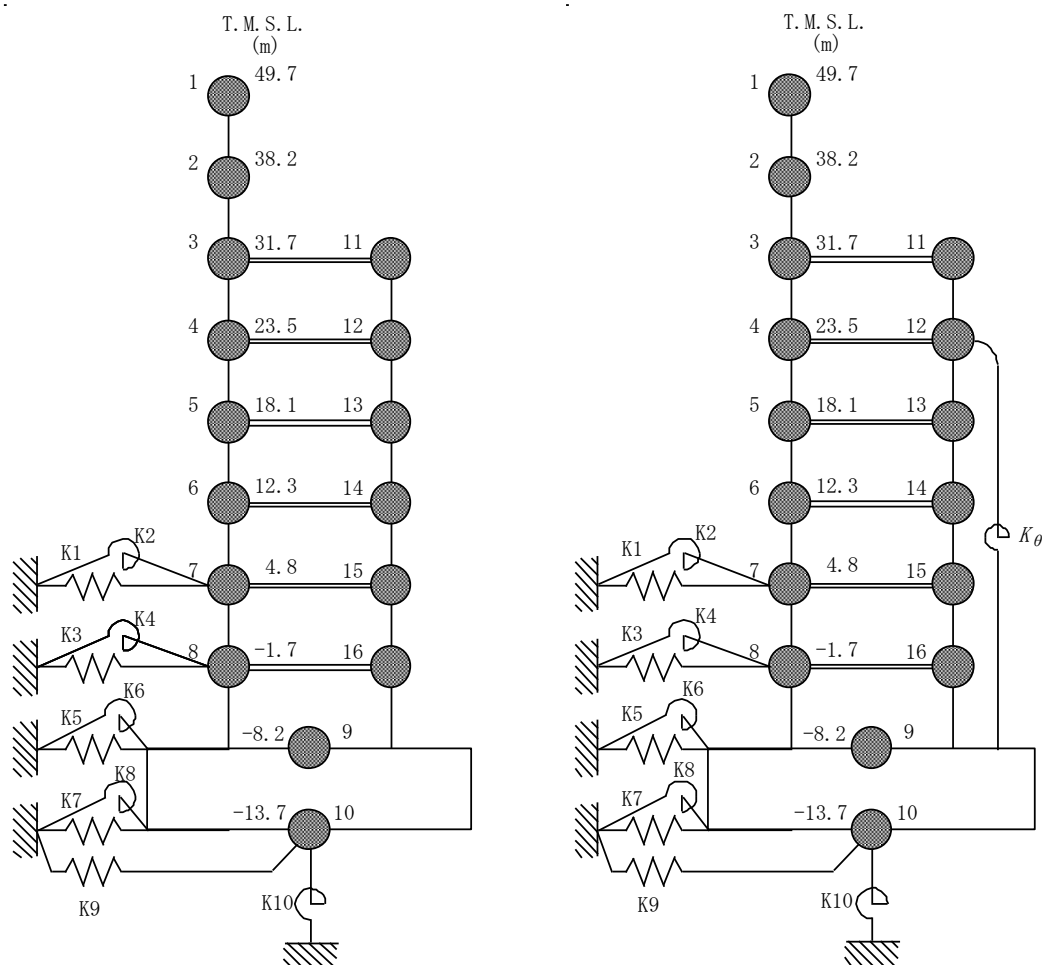 T.M.S.L.
(m)
1 49.7
2 38.2
3 31.7 11
4 23.5 12
5 18.1 13
6 12.3 14
K1 K2
7 4.8 15
K3 K4
8 -1.7 16
K6
K5 -8.2 9
K8
K7 -13.7 10
K9 K10
T.M.S.L.
(m)
1 49.7
2 38.2
3 31.7 11
4 23.5 12
5 18.1 13
6 12.3 14
Kθ
K1 K2
7 4.8 15
K3 K4
8 -1.7 16
K6
K5 -8.2 9
K8
K7 -13.7 10
K9 K10